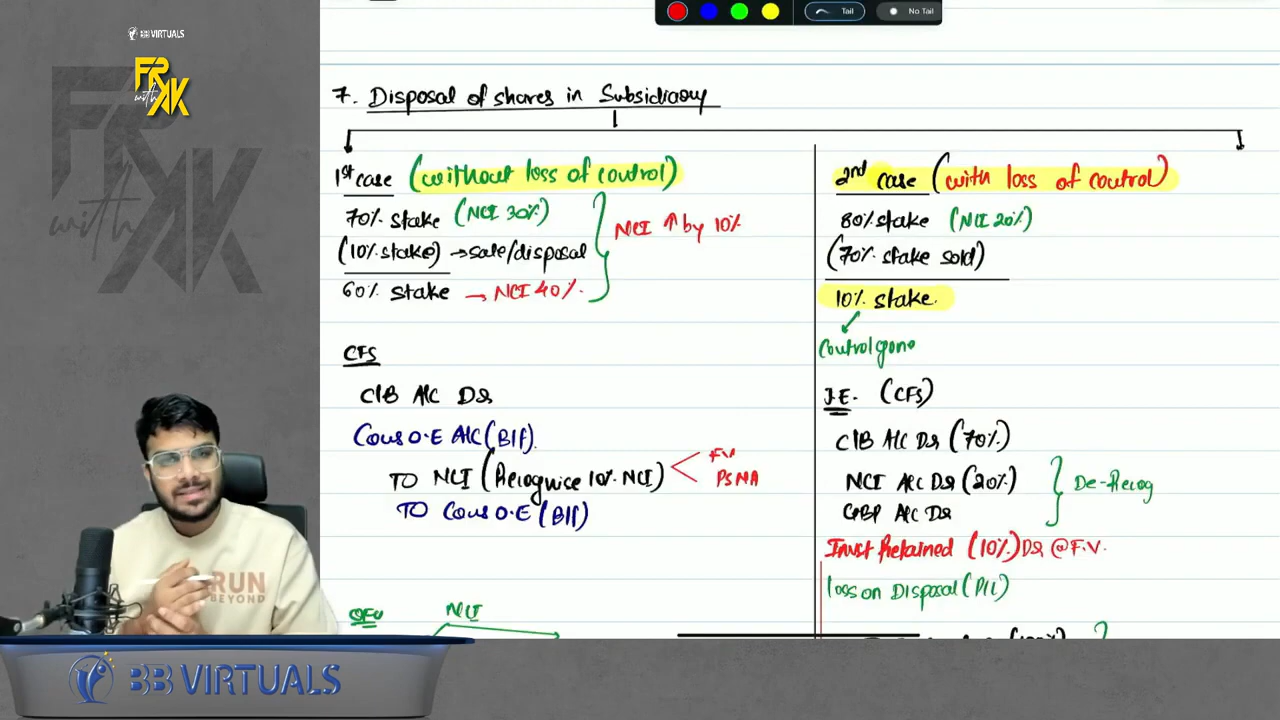 BB VIRTUALS
FR
with
AK
FR
with
AK
Tail
No Tail
7. Disposal of shares in Subsidiary
1st case (without loss of control)
70% stake (NCI 30%)
(10% stake) → sale/disposal
60% stake → NCI 40%.
NCI ↑ by 10%
CFS
C/B A/C Dr
Cons O.E A/C (B/f).
TO NCI (Recognise 10% NCI)
F.V
PSNA
TO Cons O.E (B/f)
NCI
2nd case (with loss of control)
80% stake (NCI 20%)
(70% stake sold)
10% stake.
Control gone
J.E. (CFS)
C/B A/C Dr (70%)
NCI A/C Dr (20%)
GBP A/C Dr
De-Recog
Invst Retained (10%) Dr @ F.V.
loss on Disposal (P/L)
RUN
BEYOND
BB VIRTUALS